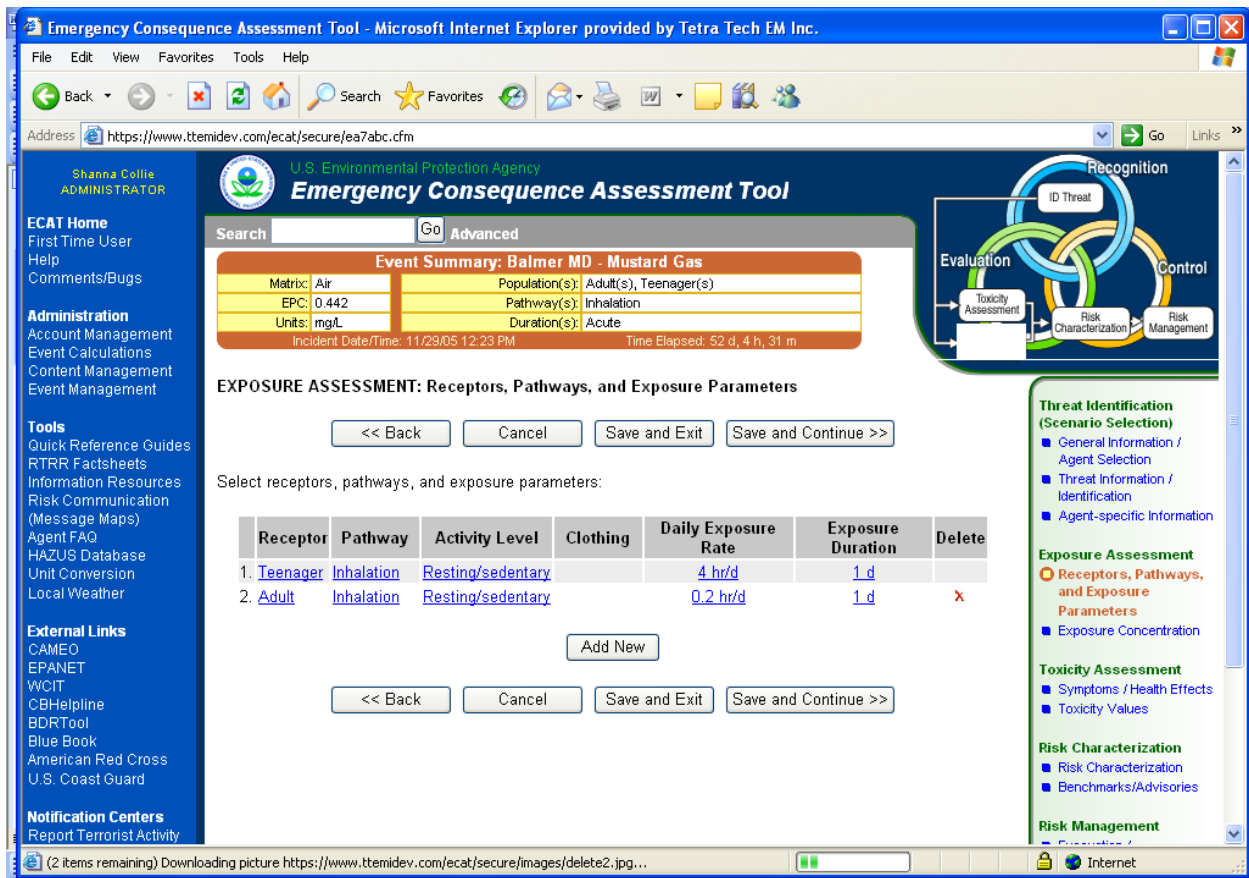 Emergency Consequence Assessment Tool - Microsoft Internet Explorer provided by Tetra Tech EM Inc.
File Edit View Favorites Tools Help
Back Search Favorites
Address https://www.ttemidev.com/ecat/secure/ea7abc.cfm Go Links »
Shanna Collie
ADMINISTRATOR
ECAT Home
First Time User
Help
Comments/Bugs
Administration
Account Management
Event Calculations
Content Management
Event Management
Tools
Quick Reference Guides
RTRR Factsheets
Information Resources
Risk Communication
(Message Maps)
Agent FAQ
HAZUS Database
Unit Conversion
Local Weather
External Links
CAMEO
EPANET
WCIT
CBHelpline
BDRTool
Blue Book
American Red Cross
U.S. Coast Guard
Notification Centers
Report Terrorist Activity
U.S. Environmental Protection Agency
Emergency Consequence Assessment Tool
Search Go Advanced
Event Summary: Balmer MD - Mustard Gas
Matrix: Air Population(s): Adult(s), Teenager(s)
EPC: 0.442 Pathway(s): Inhalation
Units: mg/L Duration(s): Acute
Incident Date/Time: 11/29/05 12:23 PM Time Elapsed: 52 d, 4 h, 31 m
Recognition
ID Threat
Evaluation
Control
Toxicity
Assessment
Risk
Characterization
Risk
Management
EXPOSURE ASSESSMENT: Receptors, Pathways, and Exposure Parameters
<< Back Cancel Save and Exit Save and Continue >>
Select receptors, pathways, and exposure parameters:
Receptor Pathway Activity Level Clothing Daily Exposure Rate Exposure Duration Delete
1. Teenager Inhalation Resting/sedentary 4 hr/d 1 d
2. Adult Inhalation Resting/sedentary 0.2 hr/d 1 d x
Add New
<< Back Cancel Save and Exit Save and Continue >>
Threat Identification
(Scenario Selection)
General Information /
Agent Selection
Threat Information /
Identification
Agent-specific Information
Exposure Assessment
Receptors, Pathways,
and Exposure
Parameters
Exposure Concentration
Toxicity Assessment
Symptoms / Health Effects
Toxicity Values
Risk Characterization
Risk Characterization
Benchmarks/Advisories
Risk Management
(2 items remaining) Downloading picture https://www.ttemidev.com/ecat/secure/images/delete2.jpg... Internet